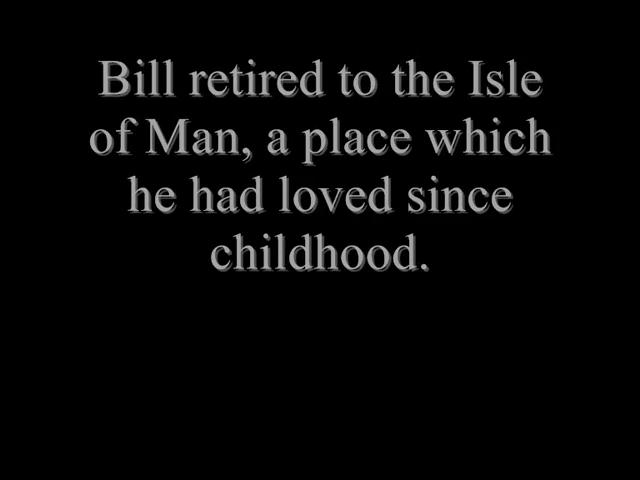 Bill retired to the Isle
of Man, a place which
he had loved since
childhood.